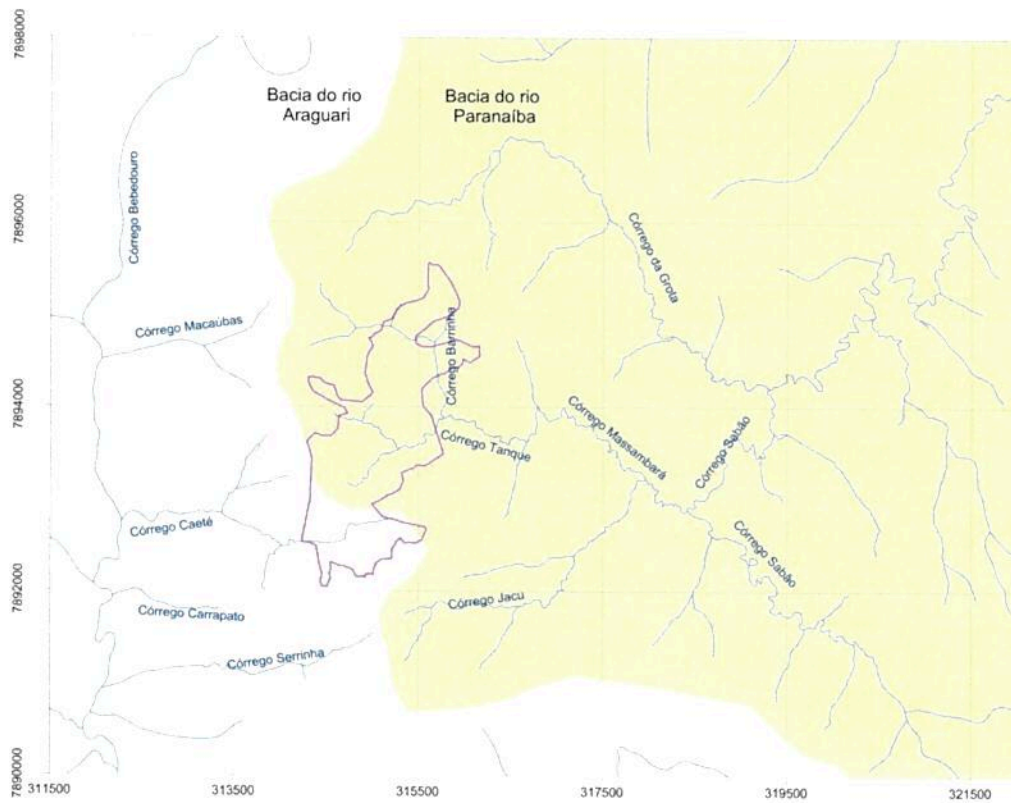 7898000
Bacia do rio
Araguari
Bacia do rio
Paranaíba
Córrego Bebedouro
7896000
Córrego da Grota
Córrego Macaúbas
Córrego Barrinha
7894000
Córrego Tanque
Córrego Massambará
Córrego Sabão
Córrego Caetê
Córrego Sabão
7892000
Córrego Carrapato
Córrego Jacu
Córrego Serrinha
7890000
311500
313500
315500
317500
319500
321500